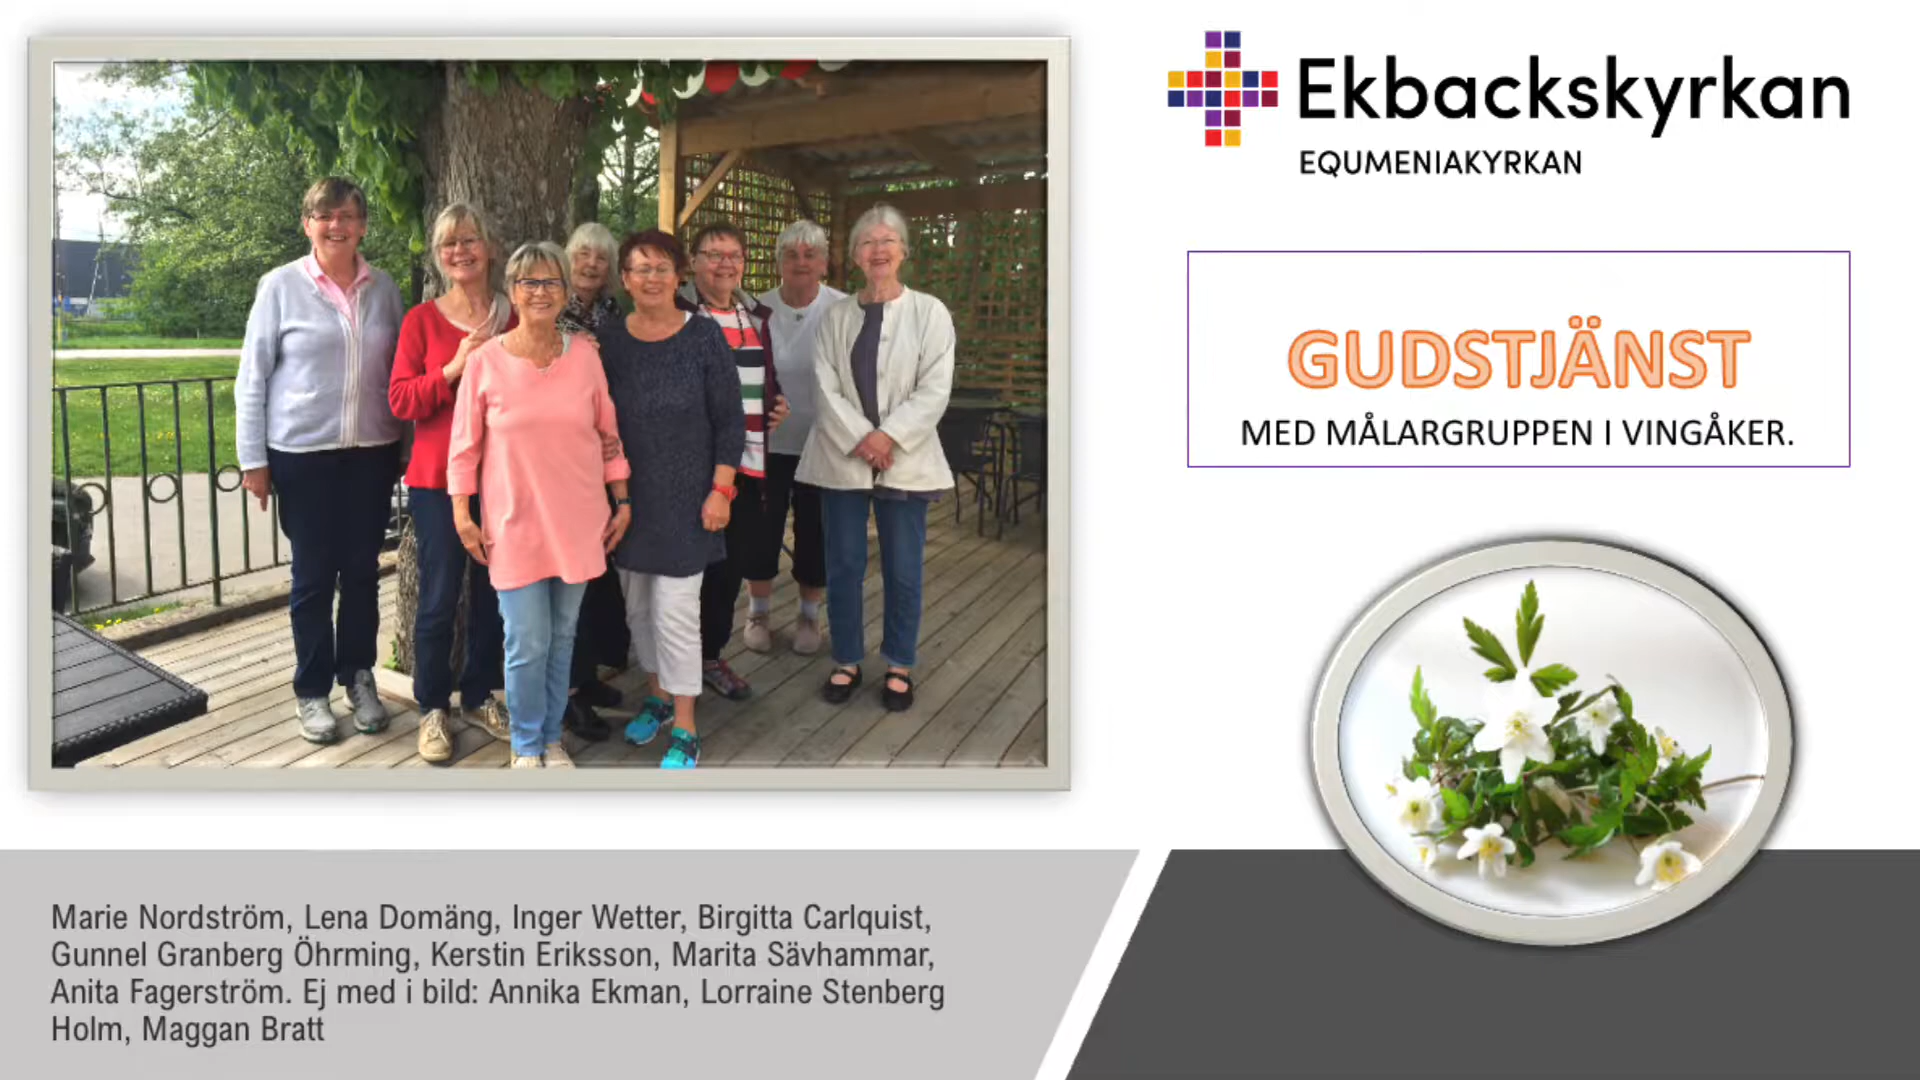 Ekbackskyrkan
EQUMENIAKYRKAN
GUDSTJÄNST
MED MÅLARGRUPPEN I VINGÅKER.
Marie Nordström, Lena Domäng, Inger Wetter, Birgitta Carlquist,
Gunnel Granberg Öhrming, Kerstin Eriksson, Marita Sävhammar,
Anita Fagerström. Ej med i bild: Annika Ekman, Lorraine Stenberg
Holm, Maggan Bratt